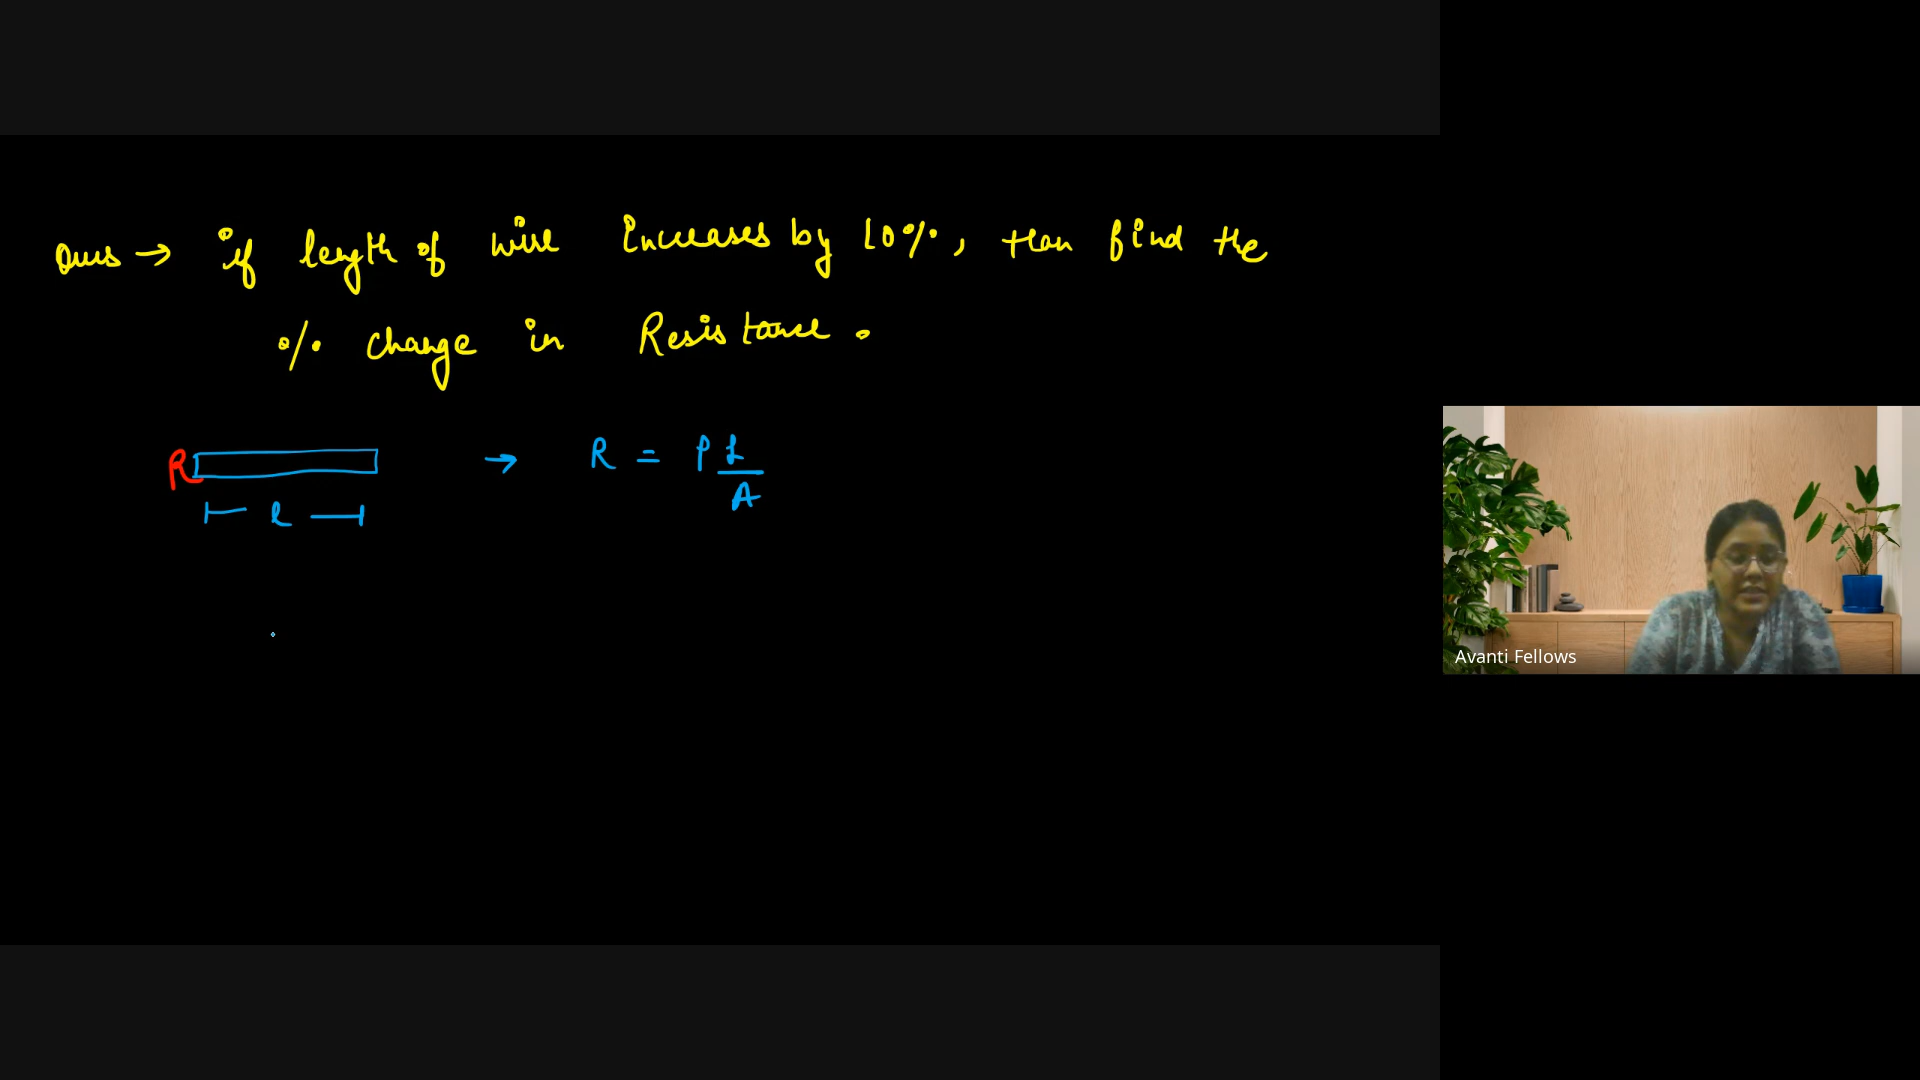 Ques → if length of wire Increases by 10%, then find the
% change in Resistance.
R
l
→ R = ρ L
A
Avanti Fellows